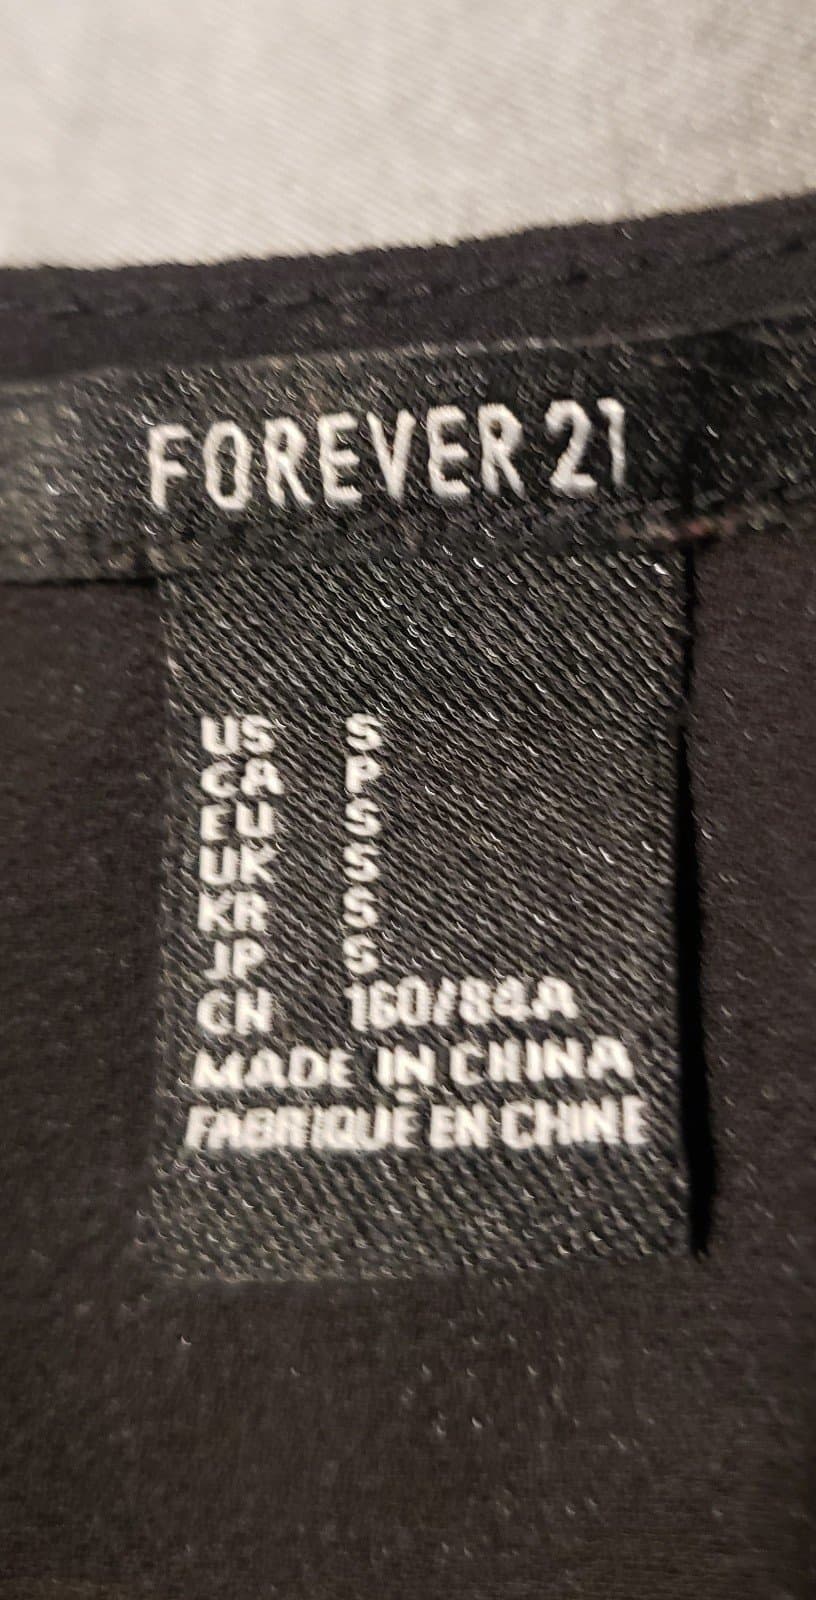 FOREVER 21
US S
CA P
EU S
UK S
KR S
JP S
CN 160/84A
MADE IN CHINA
FABRIQUÉ EN CHINE